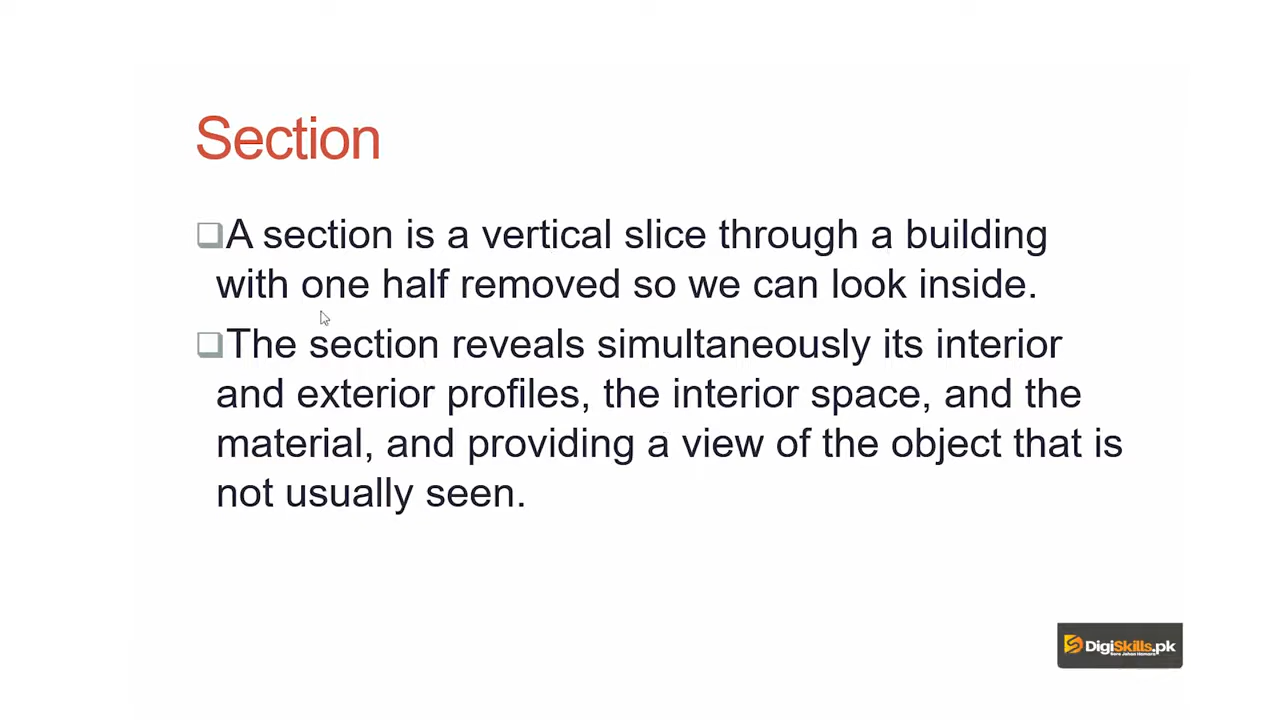 Section
A section is a vertical slice through a building
with one half removed so we can look inside.
The section reveals simultaneously its interior
and exterior profiles, the interior space, and the
material, and providing a view of the object that is
not usually seen.
DigiSkills.pk